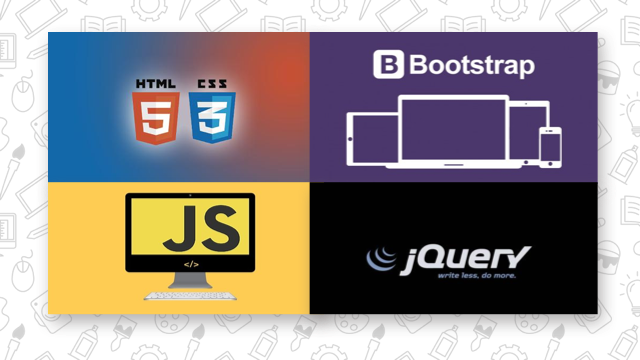 HTML CSS
5 3
B Bootstrap
JS
</>
jQuery
write less, do more.